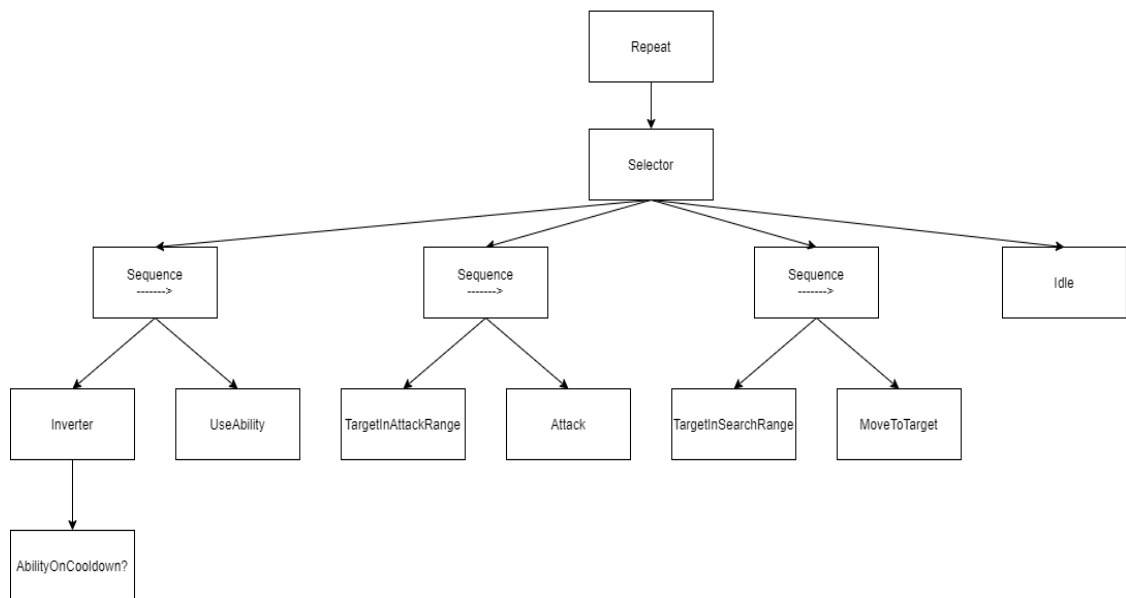 Repeat
Selector
Sequence
------->
Sequence
------->
Sequence
------->
Idle
Inverter
UseAbility
TargetInAttackRange
Attack
TargetInSearchRange
MoveToTarget
AbilityOnCooldown?